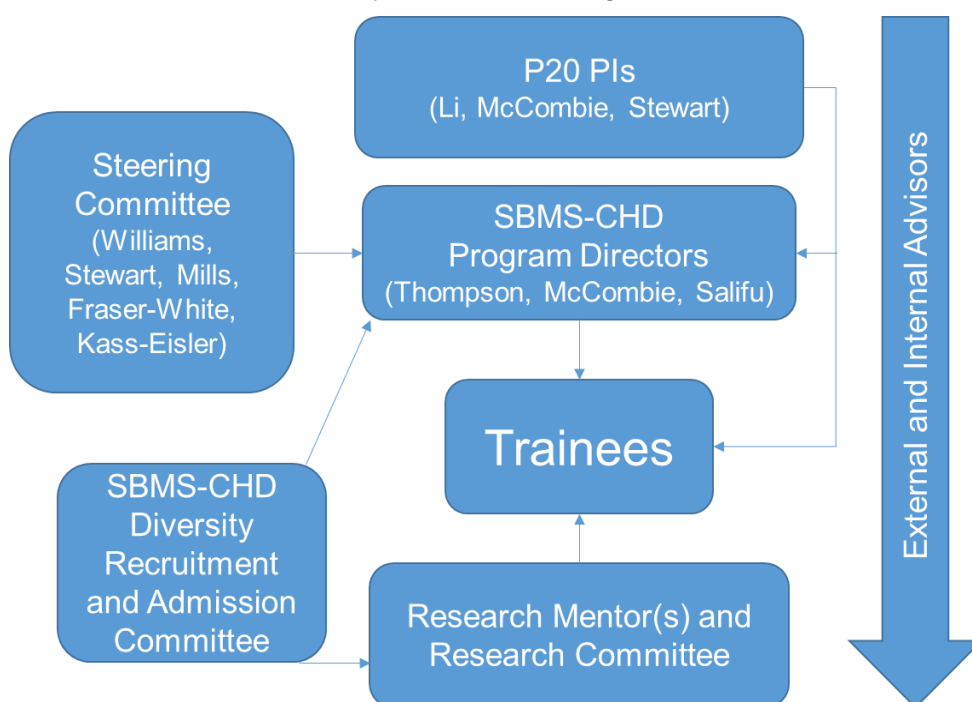 P20 PIs
(Li, McCombie, Stewart)
Steering
Committee
(Williams,
Stewart, Mills,
Fraser-White,
Kass-Eisler)
SBMS-CHD
Program Directors
(Thompson, McCombie, Salifu)
Trainees
SBMS-CHD
Diversity
Recruitment
and Admission
Committee
Research Mentor(s) and
Research Committee
External and Internal Advisors